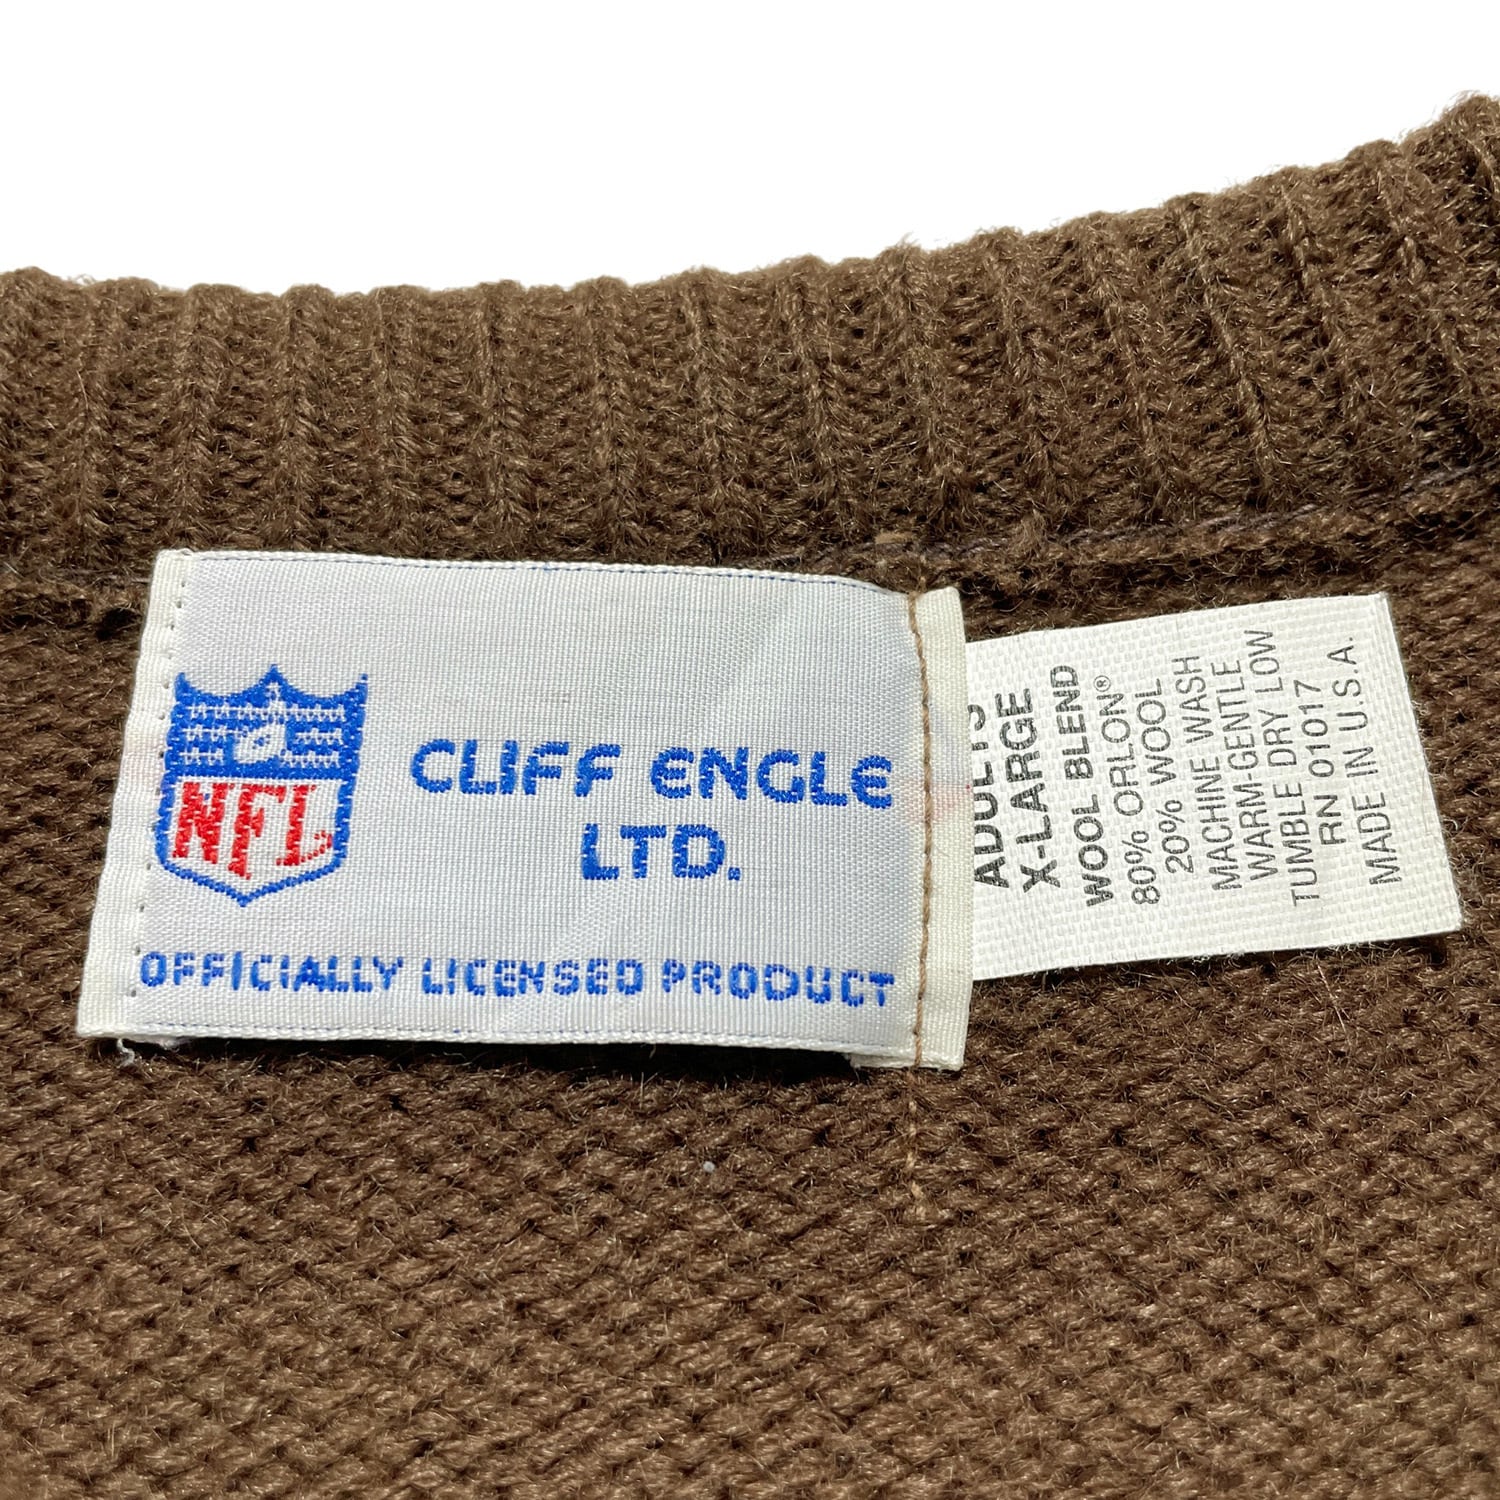 NFL
CLIFF ENGLE
LTD.
OFFICIALLY LICENSED PRODUCT
ADULTS
X-LARGE
WOOL BLEND
80% ORLON®
20% WOOL
MACHINE WASH
WARM-GENTLE
TUMBLE DRY LOW
RN 01017
MADE IN U.S.A.